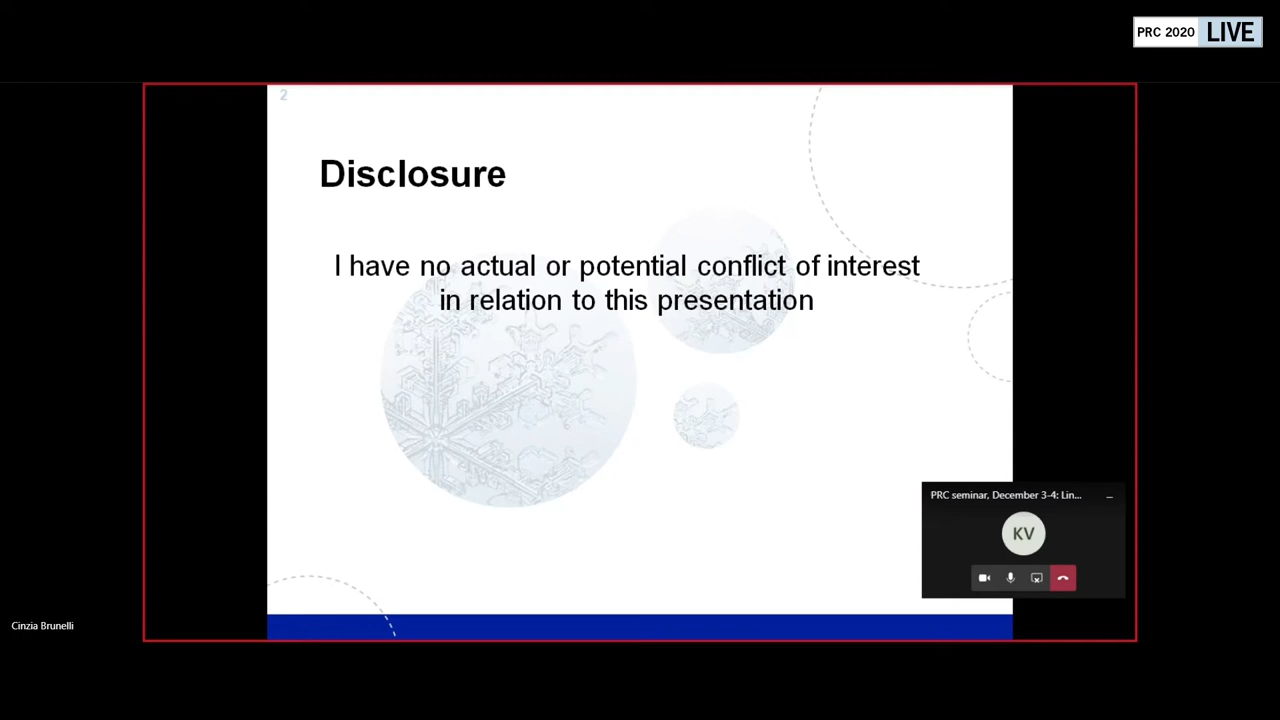 PRC 2020 LIVE
2
Disclosure
I have no actual or potential conflict of interest
in relation to this presentation
PRC seminar, December 3-4: Lin...
KV
Cinzia Brunelli